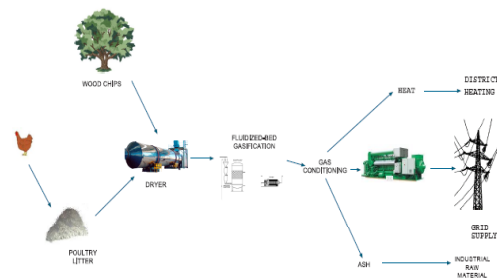 WOOD CHIPS
POULTRY
LITTER
DRYER
FLUIDIZED-BED
GASIFICATION
GAS
CONDITIONING
HEAT
DISTRICT
HEATING
GRID
SUPPLY
ASH
INDUSTRIAL
RAW
MATERIAL